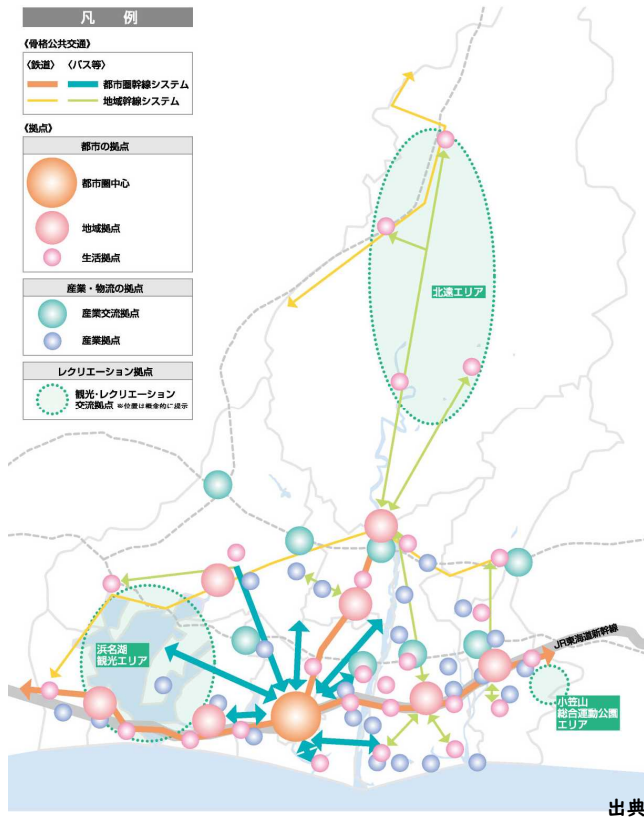 凡 例
《骨格公共交通》
〈鉄道〉 〈バス等〉
都市圏幹線システム
地域幹線システム
《拠点》
都市の拠点
都市圏中心
地域拠点
生活拠点
産業・物流の拠点
産業交流拠点
産業拠点
レクリエーション拠点
観光・レクリエーション
交流拠点 ※位置は概念的に提示
北遠エリア
浜名湖
観光エリア
JR東海道新幹線
小笠山
総合運動公園
エリア
出典